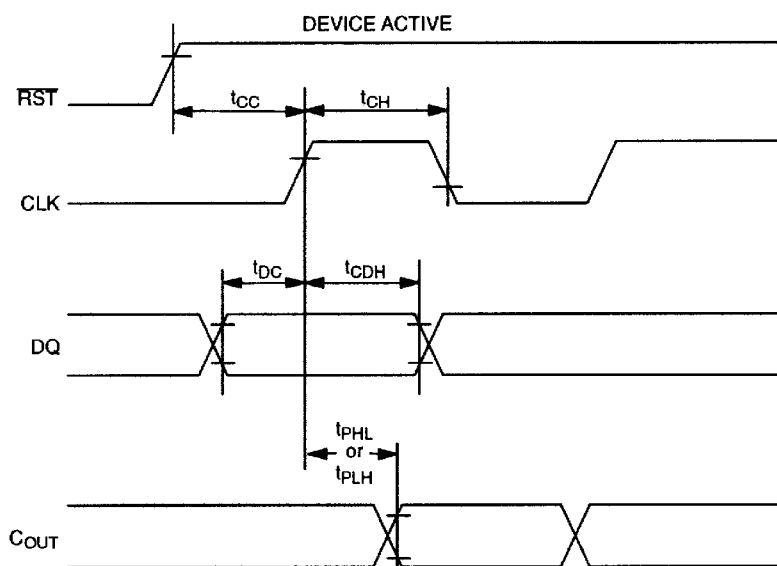 DEVICE ACTIVE
RST
tCC
tCH
CLK
tDC
tCDH
DQ
tPHL
or
tPLH
COUT